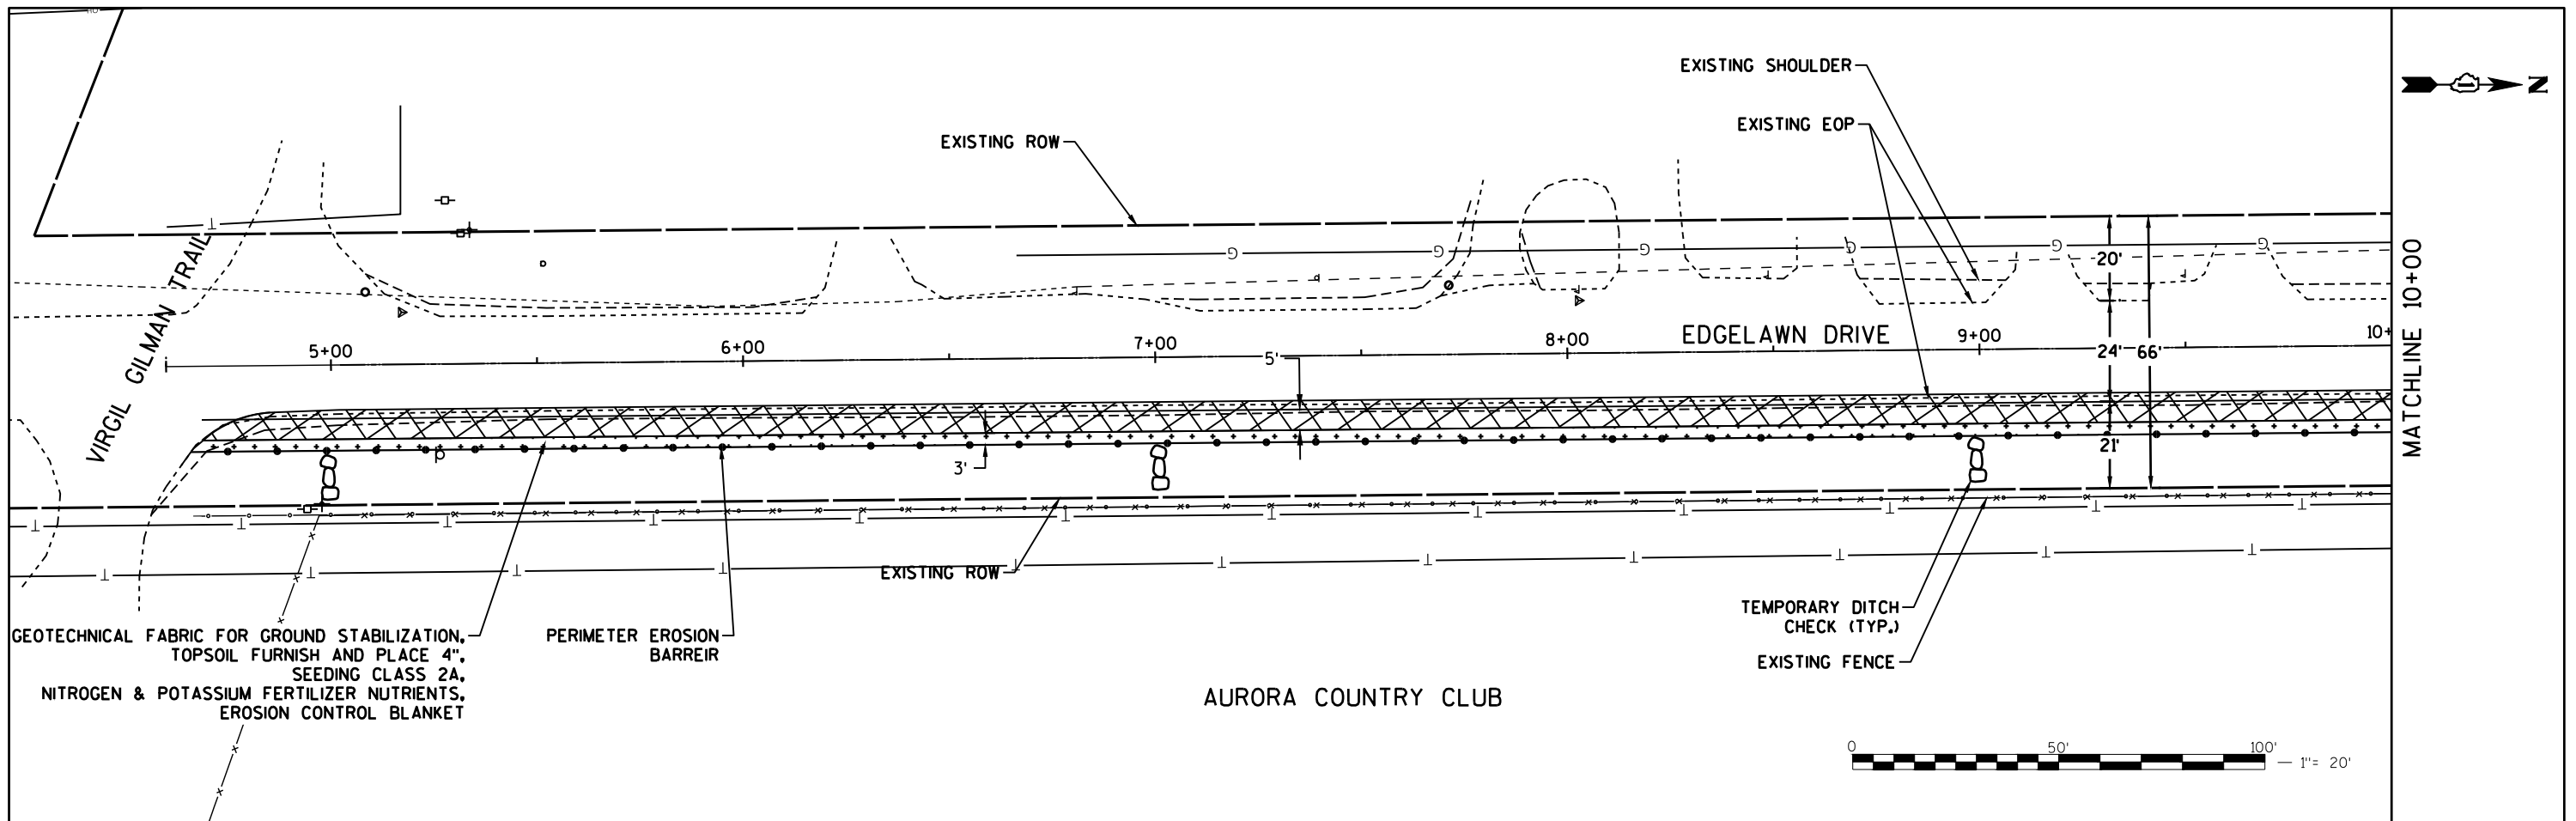 EXISTING SHOULDER
N
EXISTING EOP
EXISTING ROW
VIRGIL GILMAN TRAIL
G G G G G G
20'
MATCHLINE 10+00
5+00
6+00
7+00
8+00
EDGELAWN DRIVE
9+00
10+
5'
24' 66'
3'
21'
EXISTING ROW
GEOTECHNICAL FABRIC FOR GROUND STABILIZATION,
TOPSOIL FURNISH AND PLACE 4",
SEEDING CLASS 2A,
NITROGEN & POTASSIUM FERTILIZER NUTRIENTS,
EROSION CONTROL BLANKET
PERIMETER EROSION
BARREIR
TEMPORARY DITCH
CHECK (TYP.)
EXISTING FENCE
AURORA COUNTRY CLUB
0 50' 100'
1"= 20'